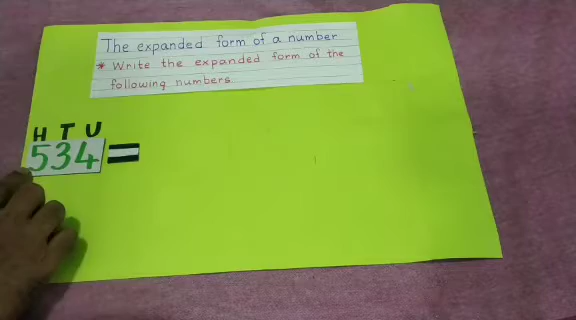 The expanded form of a number
* Write the expanded form of the
following numbers.
H T U
534 =